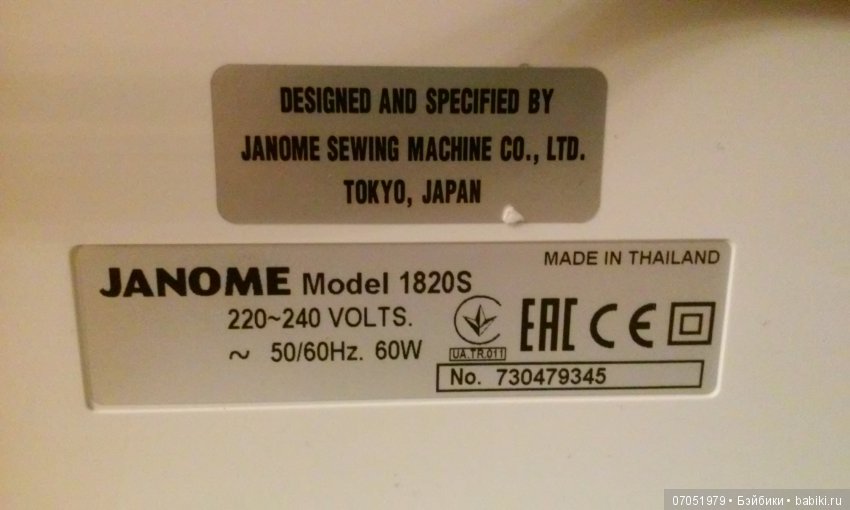 DESIGNED AND SPECIFIED BY
JANOME SEWING MACHINE CO., LTD.
TOKYO, JAPAN
MADE IN THAILAND
JANOME Model 1820S
220~240 VOLTS.
~ 50/60Hz. 60W
UA.TR.011
EAC CE
No. 730479345
07051979 • Бэйбики • babiki.ru